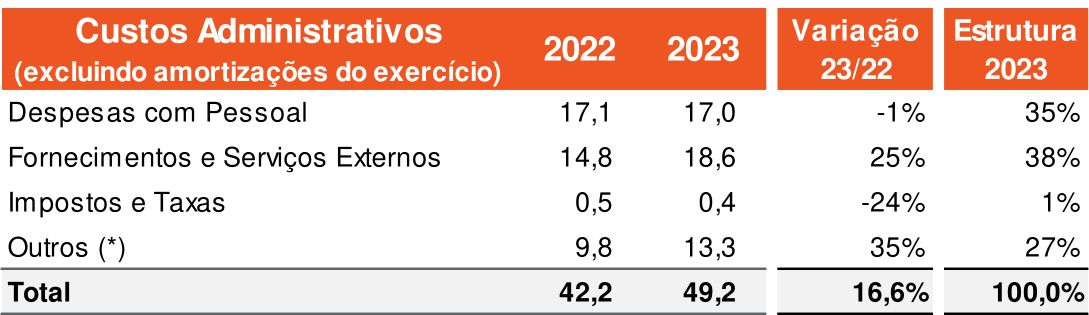 Custos Administrativos 2022 2023 Variação Estrutura
(excluindo amortizações do exercício) 23/22 2023
Despesas com Pessoal 17,1 17,0 -1% 35%
Fornecimentos e Serviços Externos 14,8 18,6 25% 38%
Impostos e Taxas 0,5 0,4 -24% 1%
Outros (*) 9,8 13,3 35% 27%
Total 42,2 49,2 16,6% 100,0%